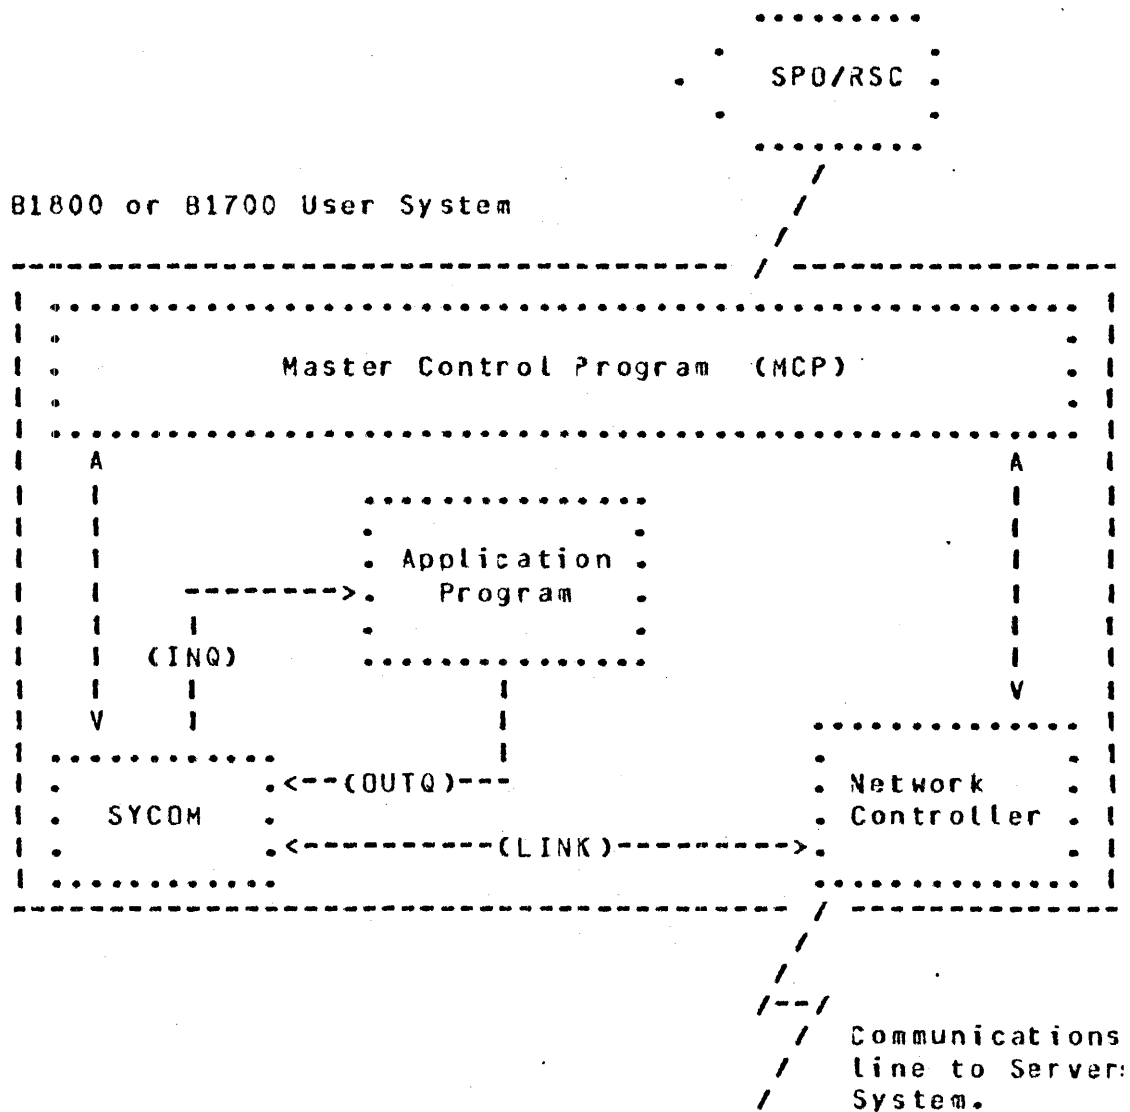 SPO/RSC
B1800 or B1700 User System
Master Control Program (MCP)
A
A
Application
Program
(INQ)
V
V
(OUTQ)
Network
SYCOM
Controller
(LINK)
Communications
line to Servers
System.